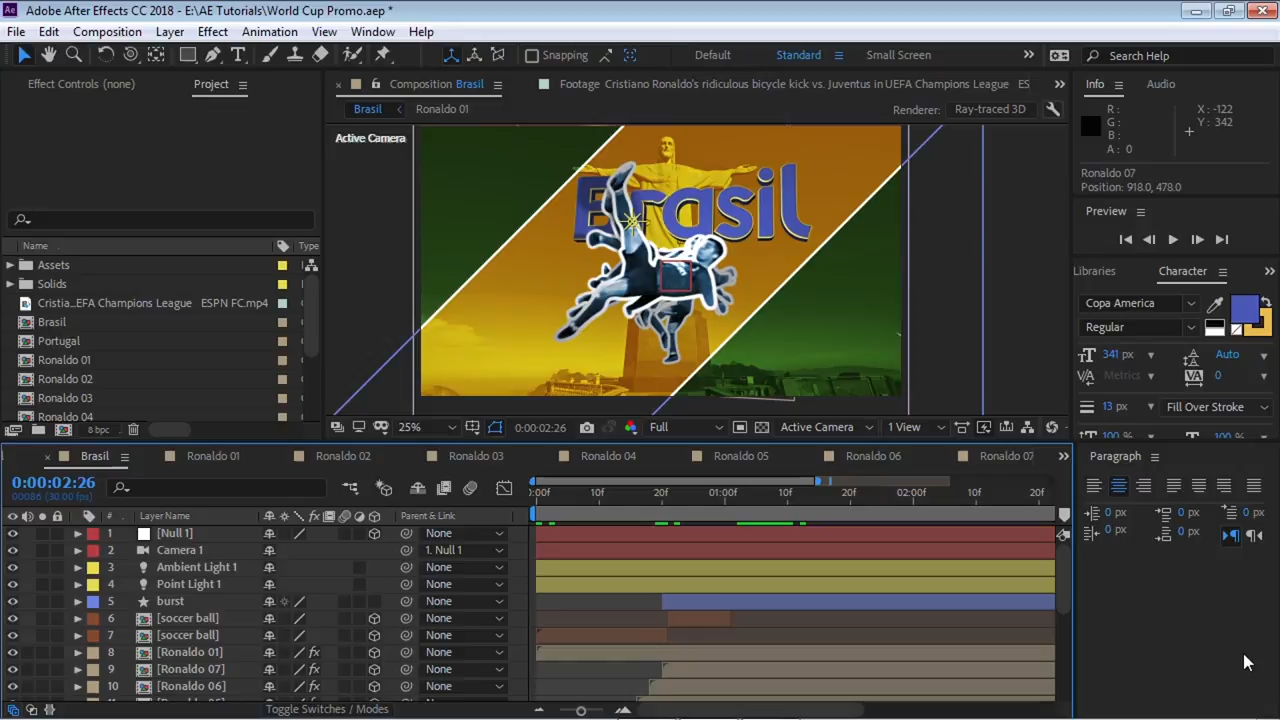 Adobe After Effects CC 2018 - E:\AE Tutorials\World Cup Promo.aep *
File Edit Composition Layer Effect Animation View Window Help
Snapping Default Standard Small Screen Search Help
Effect Controls (none) Project
Composition Brasil Footage Cristiano Ronaldo's ridiculous bicycle kick vs. Juventus in UEFA Champions League ES
Brasil Ronaldo 01 Renderer: Ray-traced 3D
Active Camera
Brasil
Info Audio
R : X : -122
G : Y : 342
B :
A : 0
Ronaldo 07
Position: 918.0, 478.0
Preview
Libraries Character
Copa America
Regular
341 px Auto
Metrics 0
13 px Fill Over Stroke
100 % 100 %
Name Type
Assets
Solids
Cristia...EFA Champions League ESPN FC.mp4
Brasil
Portugal
Ronaldo 01
Ronaldo 02
Ronaldo 03
Ronaldo 04
8 bpc
25% 0:00:02:26 Full Active Camera 1 View
Brasil Ronaldo 01 Ronaldo 02 Ronaldo 03 Ronaldo 04 Ronaldo 05 Ronaldo 06 Ronaldo 07
0:00:02:26
00086 (30.00 fps)
:00f 10f 20f 01:00f 10f 20f 02:00f 10f 20f
# Layer Name Parent & Link
1 [Null 1] None
2 Camera 1 1. Null 1
3 Ambient Light 1 None
4 Point Light 1 None
5 burst None
6 [soccer ball] None
7 [soccer ball] None
8 [Ronaldo 01] None
9 [Ronaldo 07] None
10 [Ronaldo 06] None
Toggle Switches / Modes
Paragraph
0 px 0 px 0 px
0 px 0 px